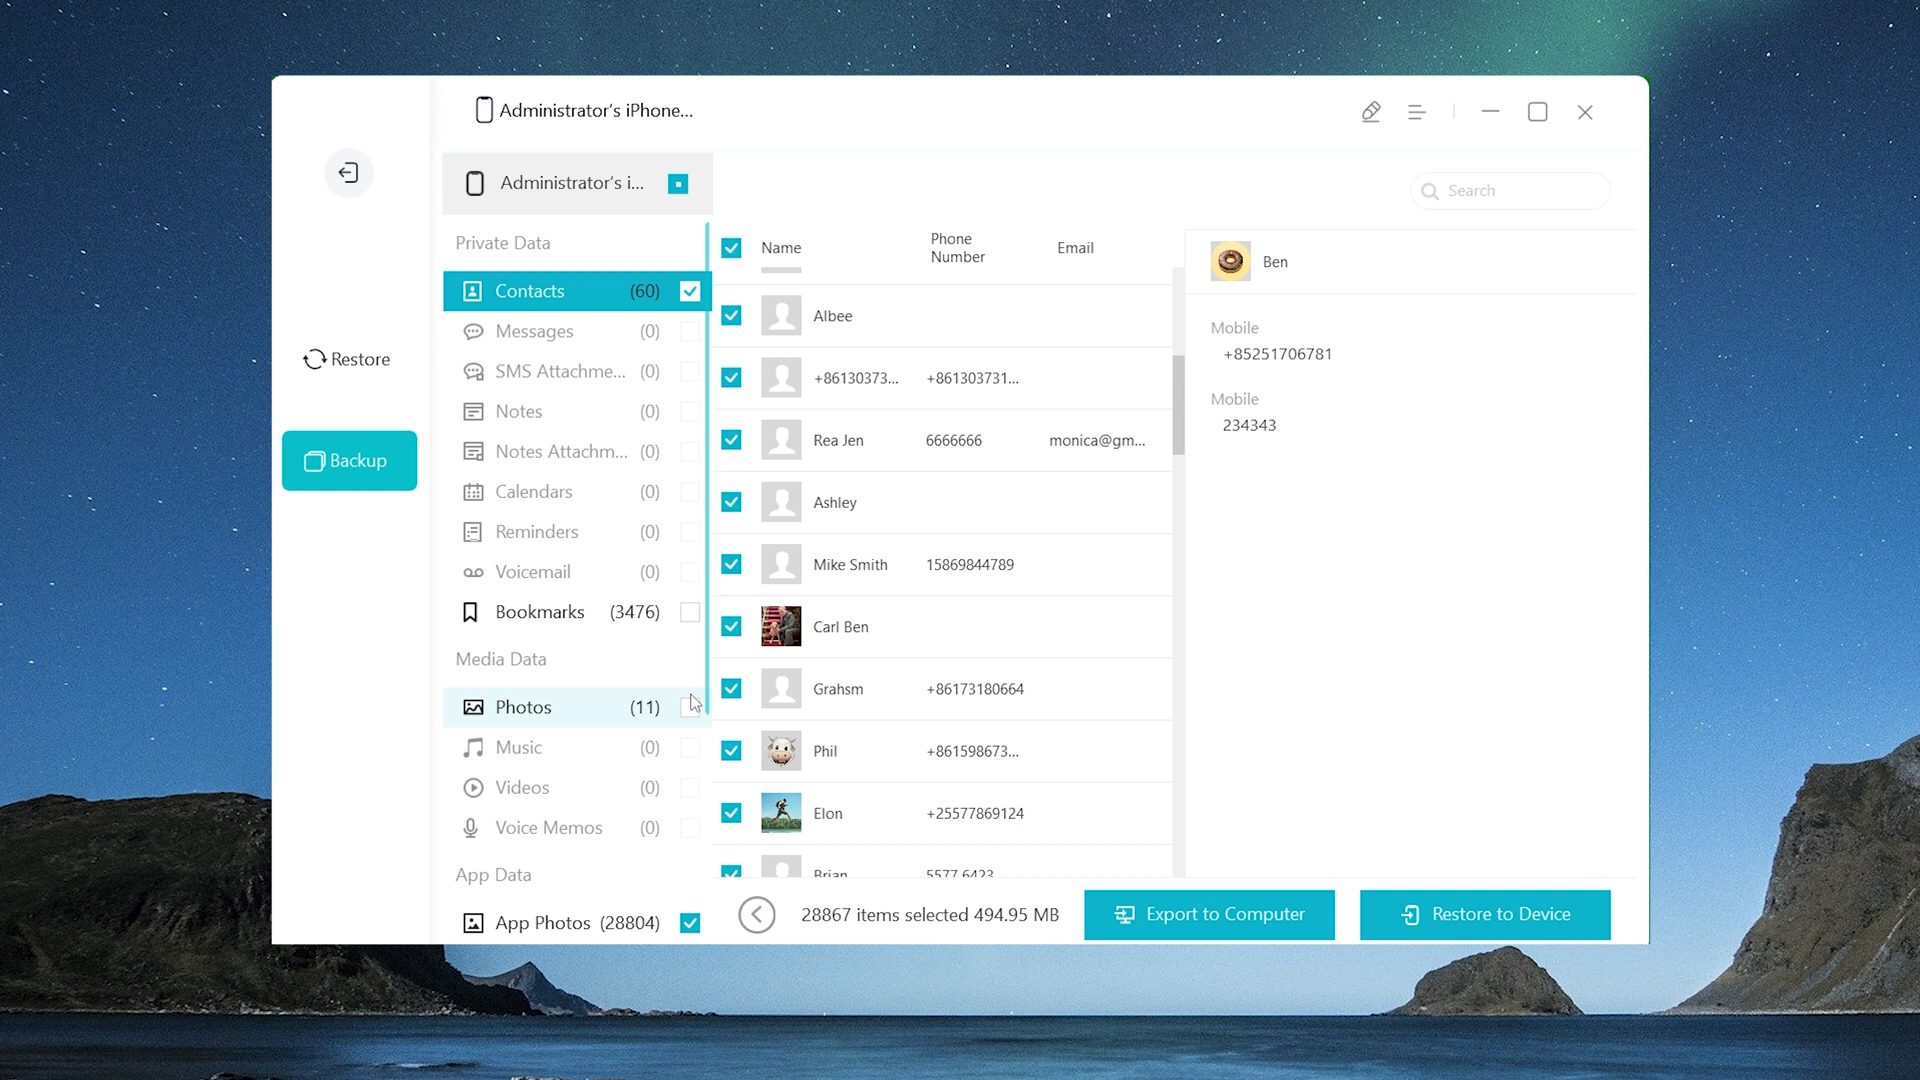 Administrator's iPhone...
Administrator's i...
Search
Restore
Backup
Private Data
Contacts (60)
Messages (0)
SMS Attachme... (0)
Notes (0)
Notes Attachm... (0)
Calendars (0)
Reminders (0)
Voicemail (0)
Bookmarks (3476)
Media Data
Photos (11)
Music (0)
Videos (0)
Voice Memos (0)
App Data
App Photos (28804)
Name Phone Number Email
Albee
+86130373... +861303731...
Rea Jen 6666666 monica@gm...
Ashley
Mike Smith 15869844789
Carl Ben
Grahsm +86173180664
Phil +861598673...
Elon +25577869124
Brian 5577 6423
Ben
Mobile
+85251706781
Mobile
234343
28867 items selected 494.95 MB
Export to Computer
Restore to Device